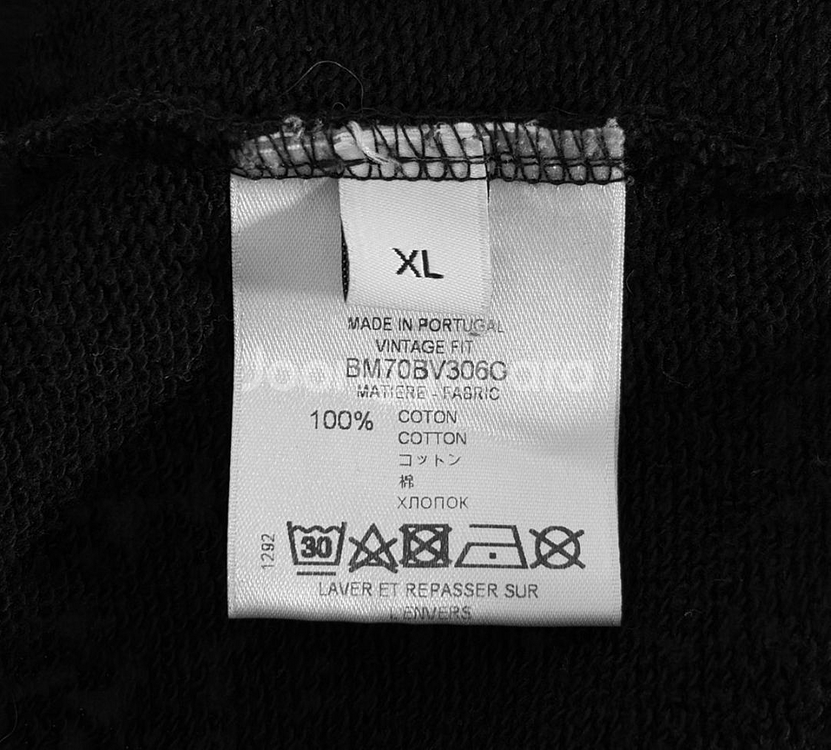 XL
MADE IN PORTUGAL
VINTAGE FIT
BM70BV306G
MATIERE - FABRIC
100% COTON
COTTON
コットン
棉
ХЛОПОК
1292
30
LAVER ET REPASSER SUR
L'ENVERS